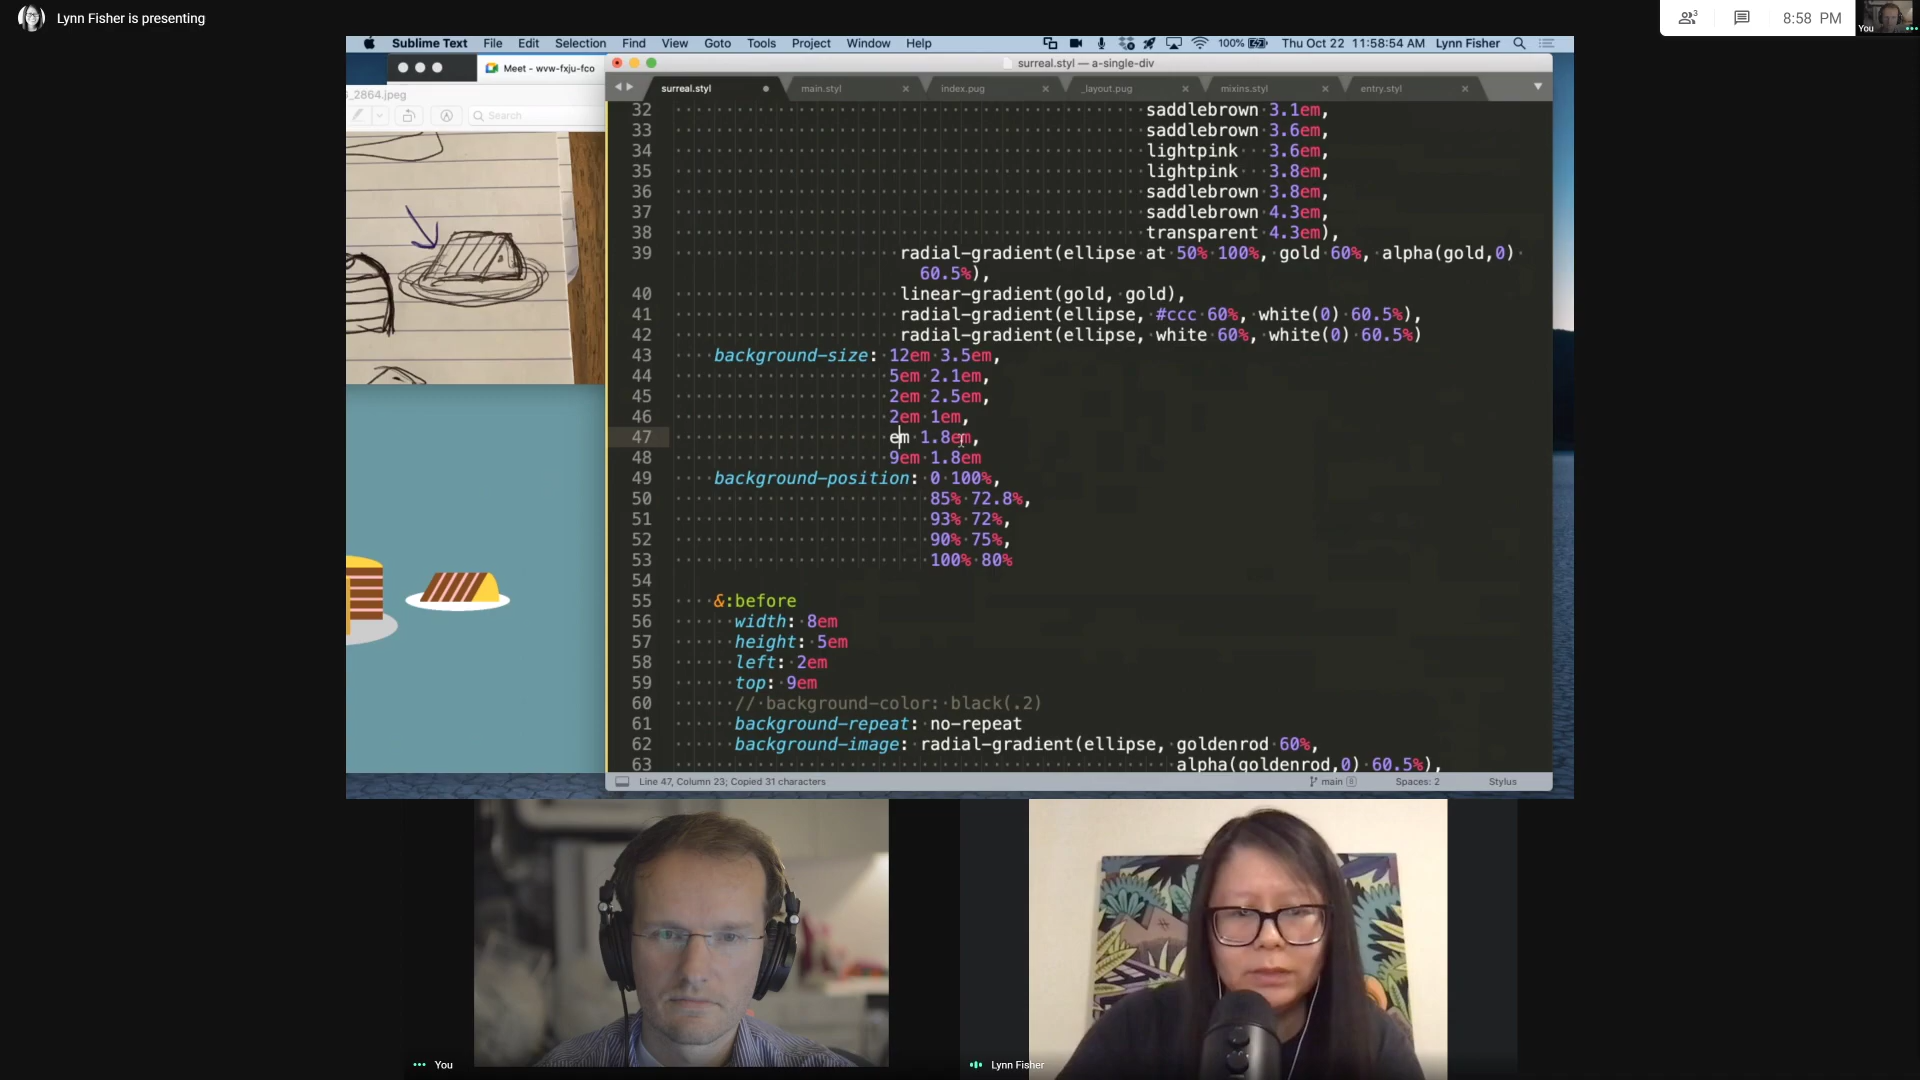 Lynn Fisher is presenting
3
8:58 PM
You
Sublime Text File Edit Selection Find View Goto Tools Project Window Help
100% Thu Oct 22 11:58:54 AM Lynn Fisher
Meet - wvw-fxju-fco
_2864.jpeg
Search
surreal.styl — a-single-div
surreal.styl main.styl index.pug _layout.pug mixins.styl entry.styl
32 saddlebrown 3.1em,
33 saddlebrown 3.6em,
34 lightpink 3.6em,
35 lightpink 3.8em,
36 saddlebrown 3.8em,
37 saddlebrown 4.3em,
38 transparent 4.3em),
39 radial-gradient(ellipse at 50% 100%, gold 60%, alpha(gold,0)
60.5%),
40 linear-gradient(gold, gold),
41 radial-gradient(ellipse, #ccc 60%, white(0) 60.5%),
42 radial-gradient(ellipse, white 60%, white(0) 60.5%)
43 background-size: 12em 3.5em,
44 5em 2.1em,
45 2em 2.5em,
46 2em 1em,
47 em 1.8em,
48 9em 1.8em
49 background-position: 0 100%,
50 85% 72.8%,
51 93% 72%,
52 90% 75%,
53 100% 80%
54
55 &:before
56 width: 8em
57 height: 5em
58 left: 2em
59 top: 9em
60 // background-color: black(.2)
61 background-repeat: no-repeat
62 background-image: radial-gradient(ellipse, goldenrod 60%,
63 alpha(goldenrod,0) 60.5%),
Line 47, Column 23; Copied 31 characters
main 8 Spaces: 2 Stylus
You
Lynn Fisher